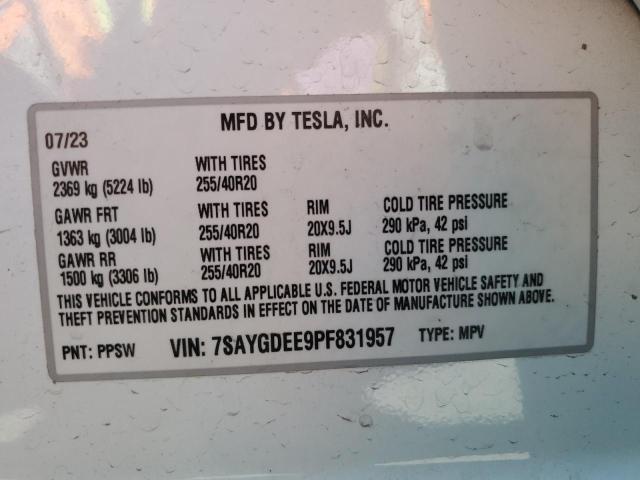 MFD BY TESLA, INC.
07/23
GVWR WITH TIRES
2369 kg (5224 lb) 255/40R20
GAWR FRT WITH TIRES RIM COLD TIRE PRESSURE
1363 kg (3004 lb) 255/40R20 20X9.5J 290 kPa, 42 psi
GAWR RR WITH TIRES RIM COLD TIRE PRESSURE
1500 kg (3306 lb) 255/40R20 20X9.5J 290 kPa, 42 psi
THIS VEHICLE CONFORMS TO ALL APPLICABLE U.S. FEDERAL MOTOR VEHICLE SAFETY AND
THEFT PREVENTION STANDARDS IN EFFECT ON THE DATE OF MANUFACTURE SHOWN ABOVE.
PNT: PPSW VIN: 7SAYGDEE9PF831957 TYPE: MPV